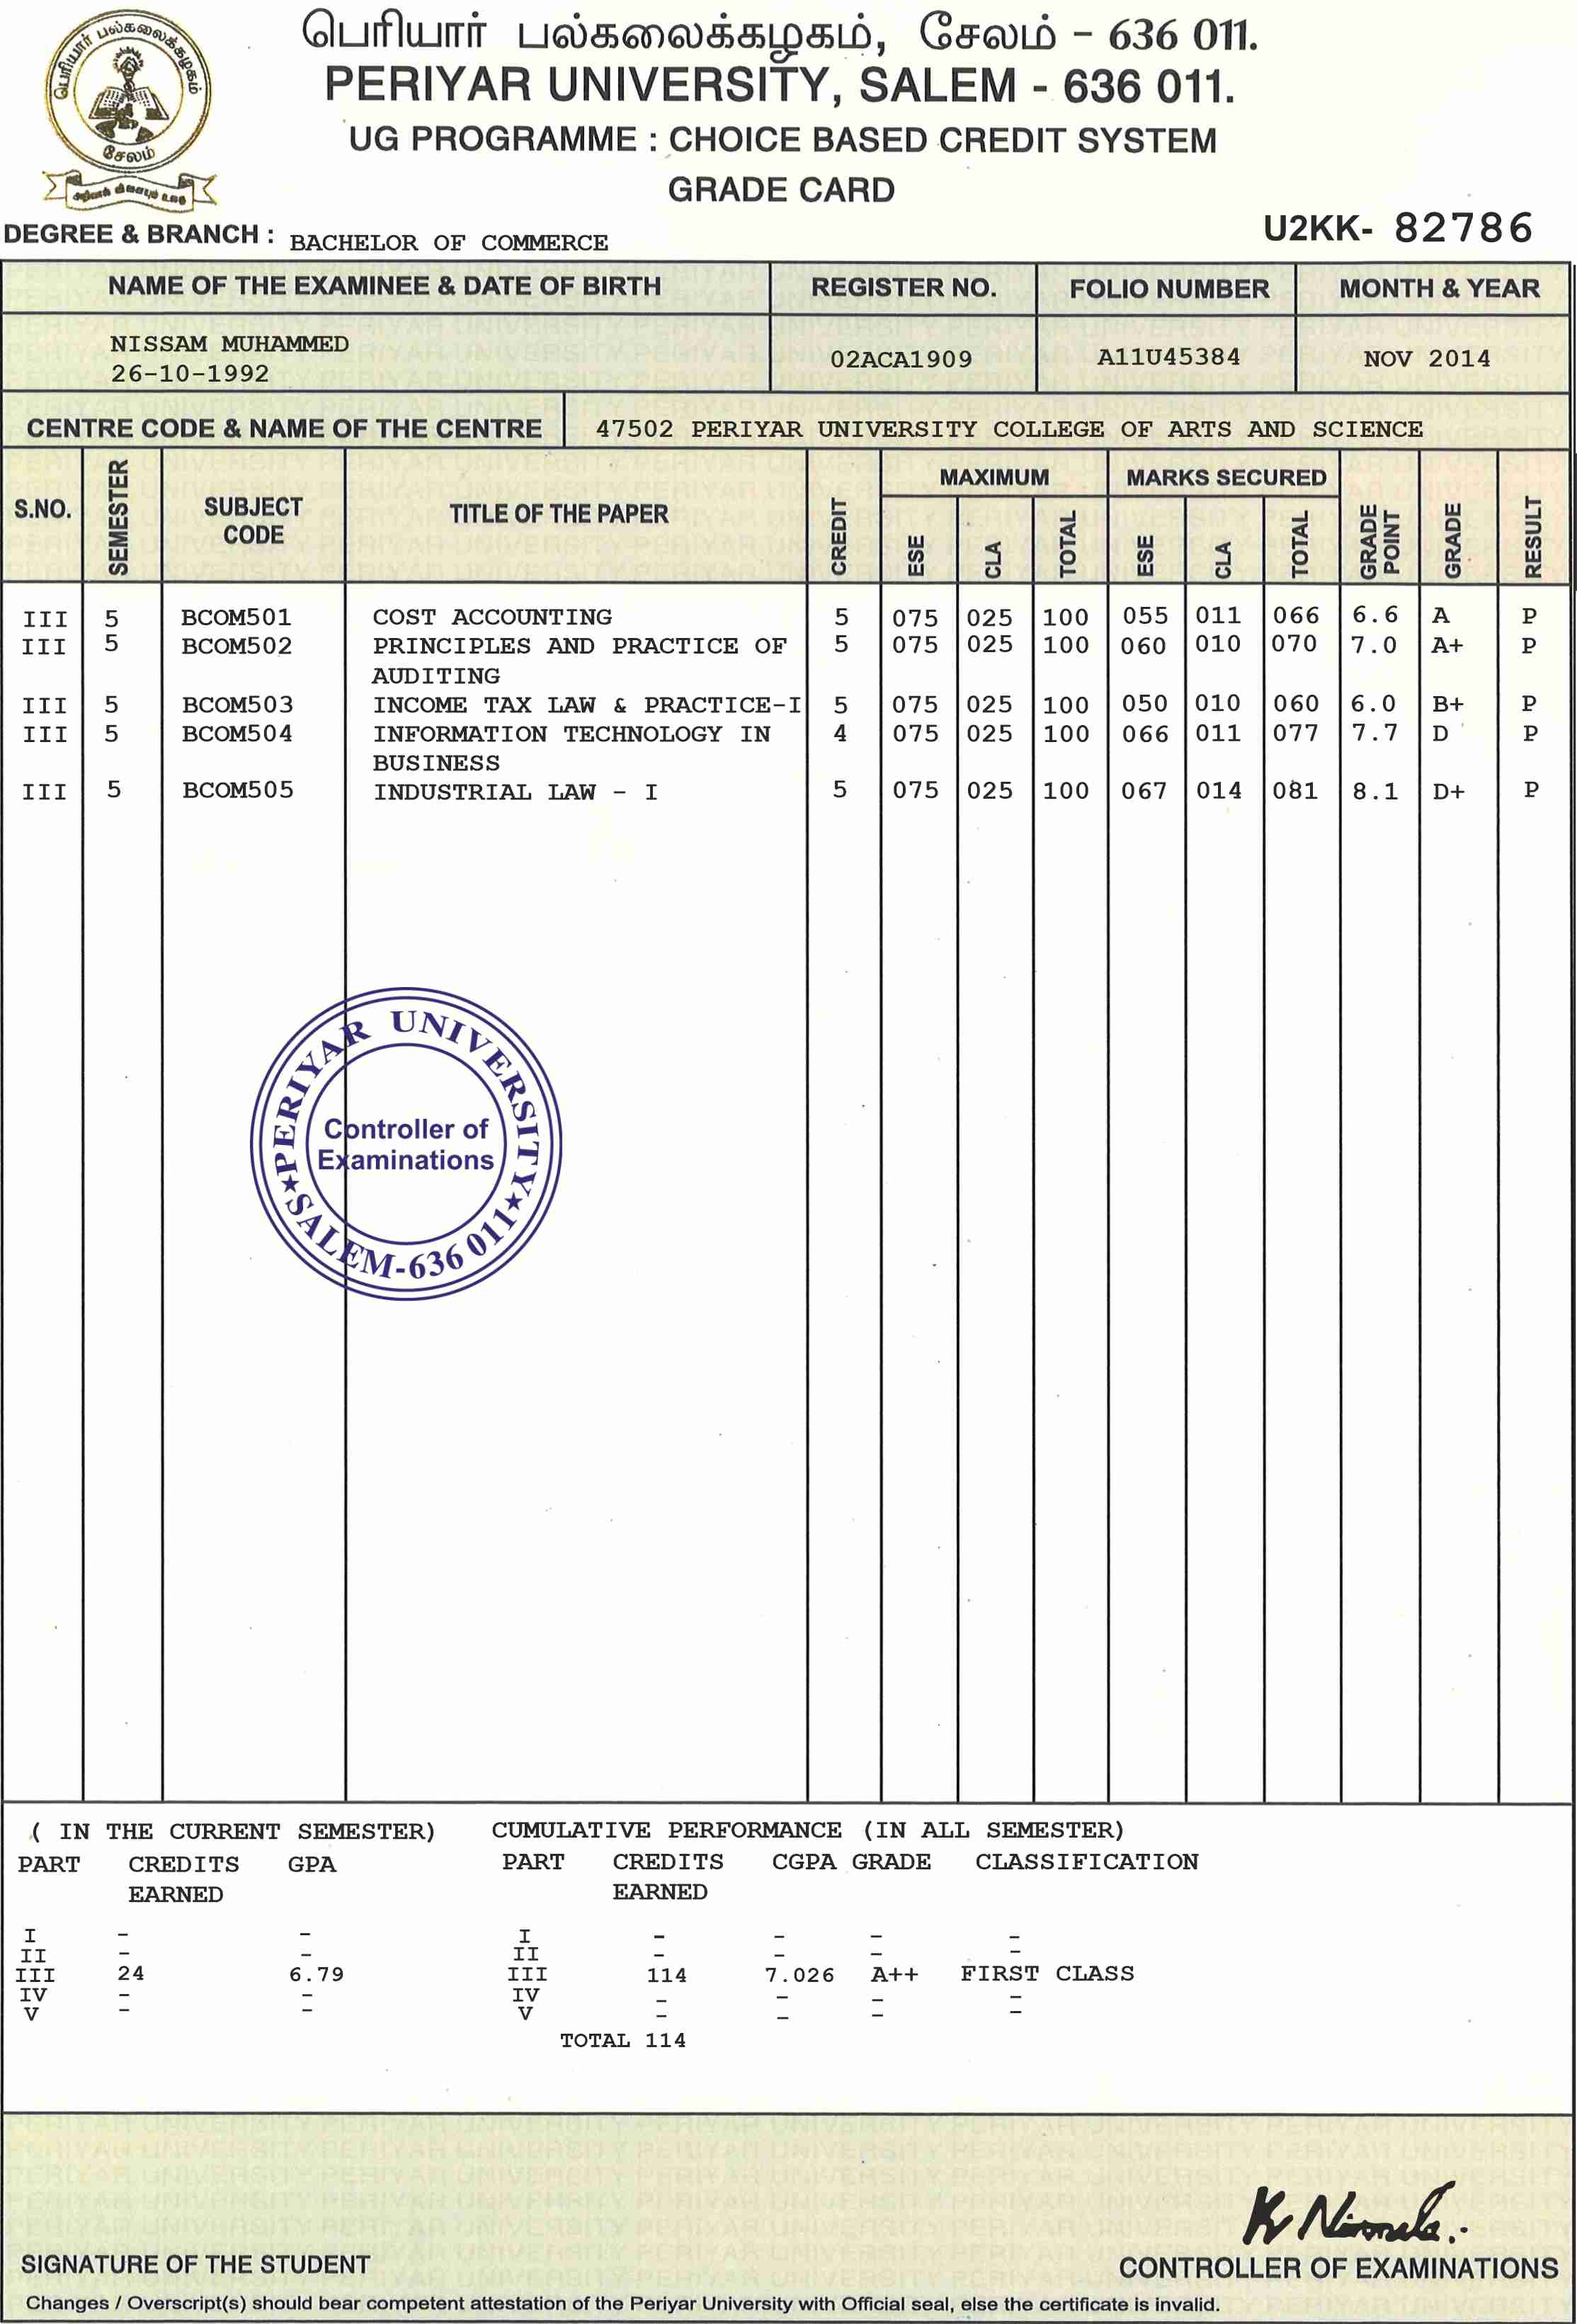 பெரியார் பல்கலைக்கழகம்
சேலம்
அறிவால் விளையும் உலகு
பெரியார் பல்கலைக்கழகம், சேலம் - 636 011.
PERIYAR UNIVERSITY, SALEM - 636 011.
UG PROGRAMME : CHOICE BASED CREDIT SYSTEM
GRADE CARD
DEGREE & BRANCH : BACHELOR OF COMMERCE U2KK- 82786
NAME OF THE EXAMINEE & DATE OF BIRTH REGISTER NO. FOLIO NUMBER MONTH & YEAR
NISSAM MUHAMMED
26-10-1992 02ACA1909 A11U45384 NOV 2014
CENTRE CODE & NAME OF THE CENTRE 47502 PERIYAR UNIVERSITY COLLEGE OF ARTS AND SCIENCE
S.NO. SEMESTER SUBJECT CODE TITLE OF THE PAPER CREDIT MAXIMUM ESE CLA TOTAL MARKS SECURED ESE CLA TOTAL GRADE POINT GRADE RESULT
III 5 BCOM501 COST ACCOUNTING 5 075 025 100 055 011 066 6.6 A P
III 5 BCOM502 PRINCIPLES AND PRACTICE OF 5 075 025 100 060 010 070 7.0 A+ P
AUDITING
III 5 BCOM503 INCOME TAX LAW & PRACTICE-I 5 075 025 100 050 010 060 6.0 B+ P
III 5 BCOM504 INFORMATION TECHNOLOGY IN 4 075 025 100 066 011 077 7.7 D P
BUSINESS
III 5 BCOM505 INDUSTRIAL LAW - I 5 075 025 100 067 014 081 8.1 D+ P
PERIYAR UNIVERSITY
Controller of
Examinations
★SALEM-636 011★
( IN THE CURRENT SEMESTER) CUMULATIVE PERFORMANCE (IN ALL SEMESTER)
PART CREDITS GPA PART CREDITS CGPA GRADE CLASSIFICATION
EARNED EARNED
I - - I - - - -
II - - II - - - -
III 24 6.79 III 114 7.026 A++ FIRST CLASS
IV - - IV - - - -
V - - V - - - -
TOTAL 114
K Nirmala.
SIGNATURE OF THE STUDENT CONTROLLER OF EXAMINATIONS
Changes / Overscript(s) should bear competent attestation of the Periyar University with Official seal, else the certificate is invalid.